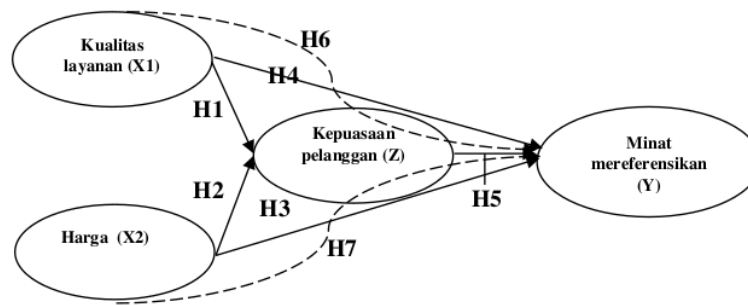 Kualitas
layanan (X1)
H6
H4
H1
Kepuasaan
pelanggan (Z)
Minat
mereferensikan
(Y)
H2
H3
H5
Harga (X2)
H7